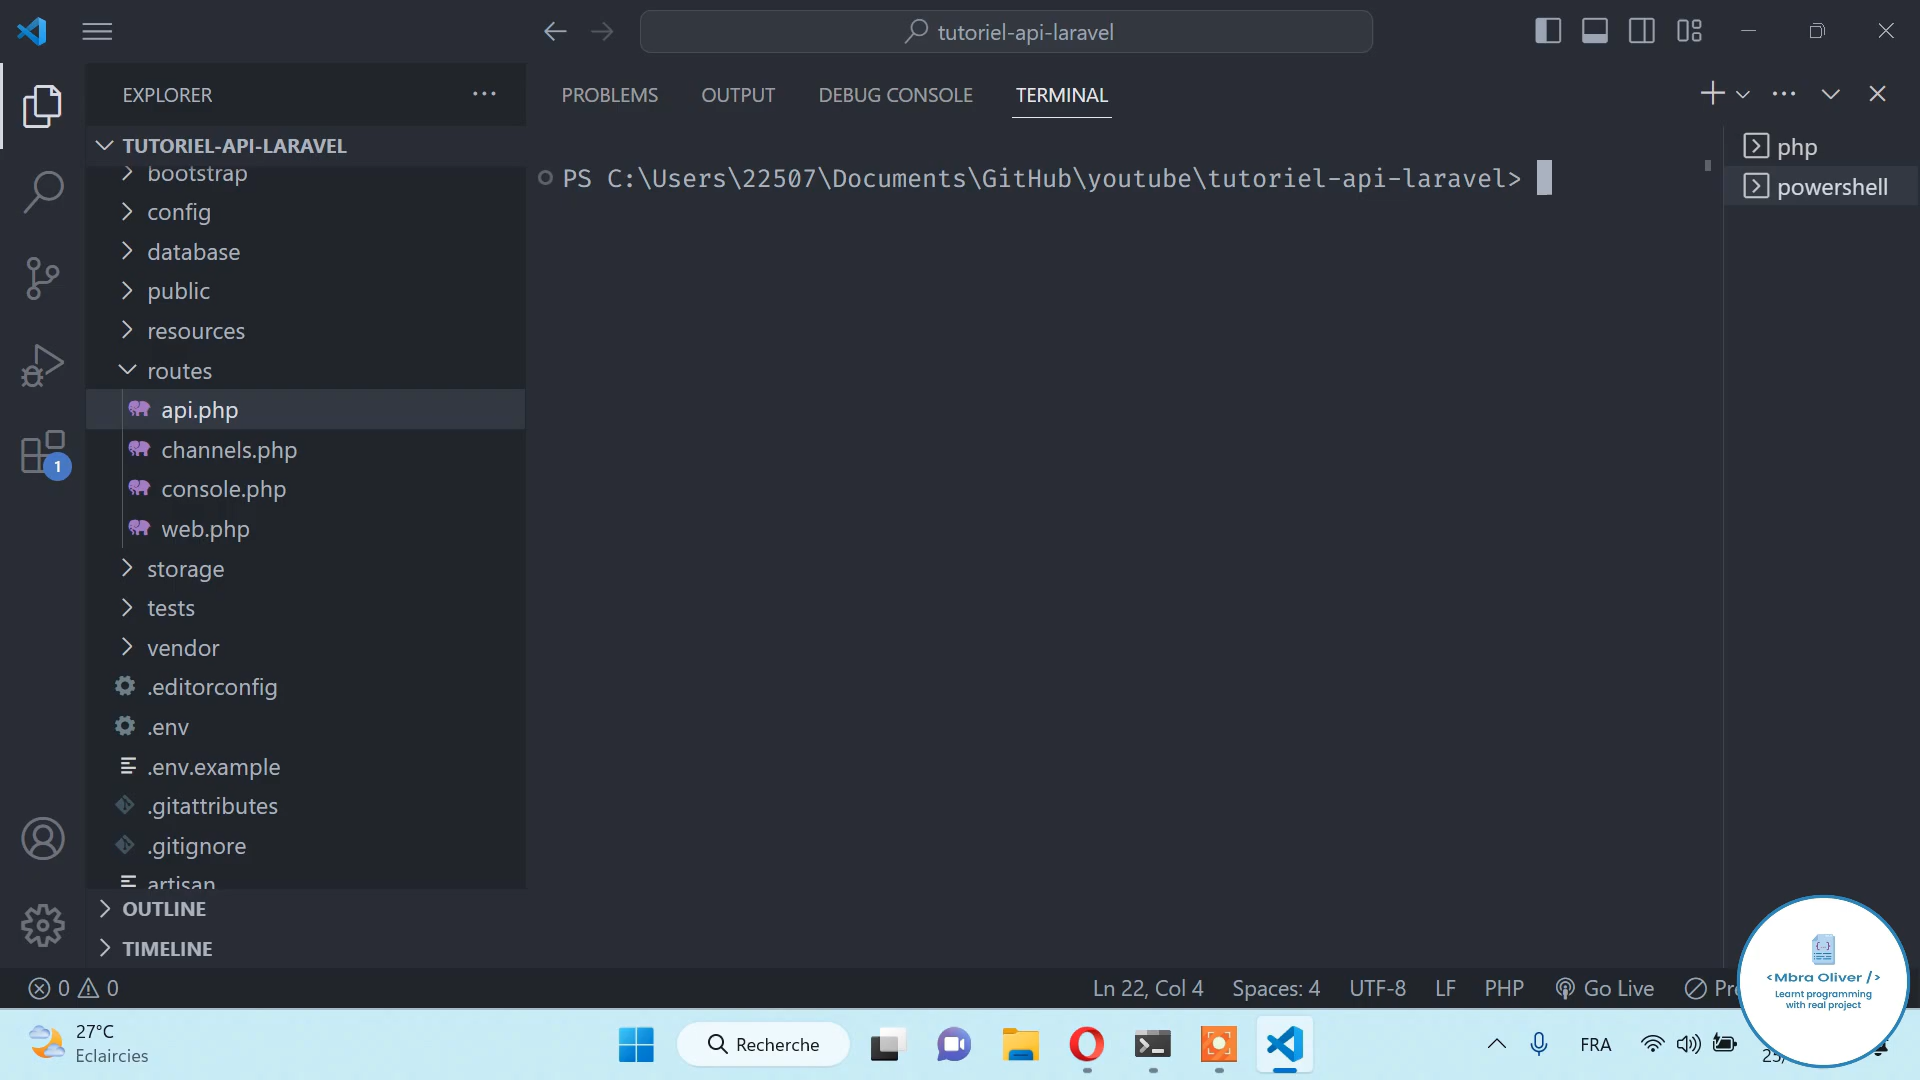 tutoriel-api-laravel
EXPLORER
TUTORIEL-API-LARAVEL
bootstrap
config
database
public
resources
routes
api.php
channels.php
console.php
web.php
storage
tests
vendor
.editorconfig
.env
.env.example
.gitattributes
.gitignore
artisan
OUTLINE
TIMELINE
1
PROBLEMS OUTPUT DEBUG CONSOLE TERMINAL
PS C:\Users\22507\Documents\GitHub\youtube\tutoriel-api-laravel>
php
powershell
0 0
Ln 22, Col 4 Spaces: 4 UTF-8 LF PHP Go Live
{...}
<Mbra Oliver />
Learnt programming
with real project
27°C
Eclaircies
Recherche
FRA